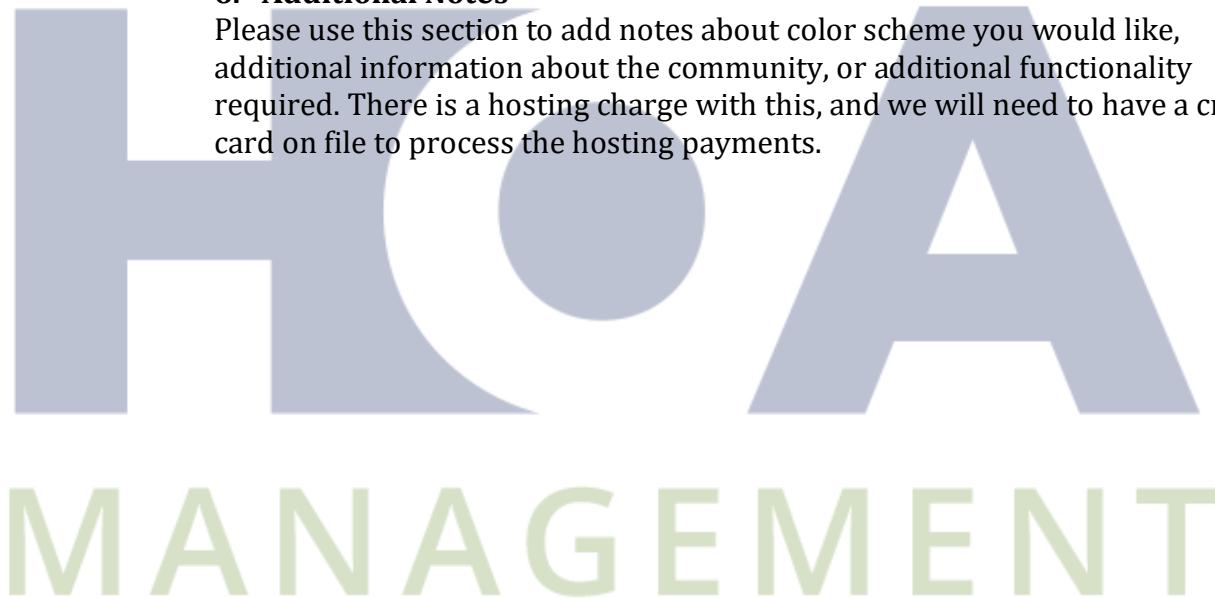 Additional Notes
Please use this section to add notes about color scheme you would like,
additional information about the community, or additional functionality
required. There is a hosting charge with this, and we will need to have a
card on file to process the hosting payments.
HOA
MANAGEMENT